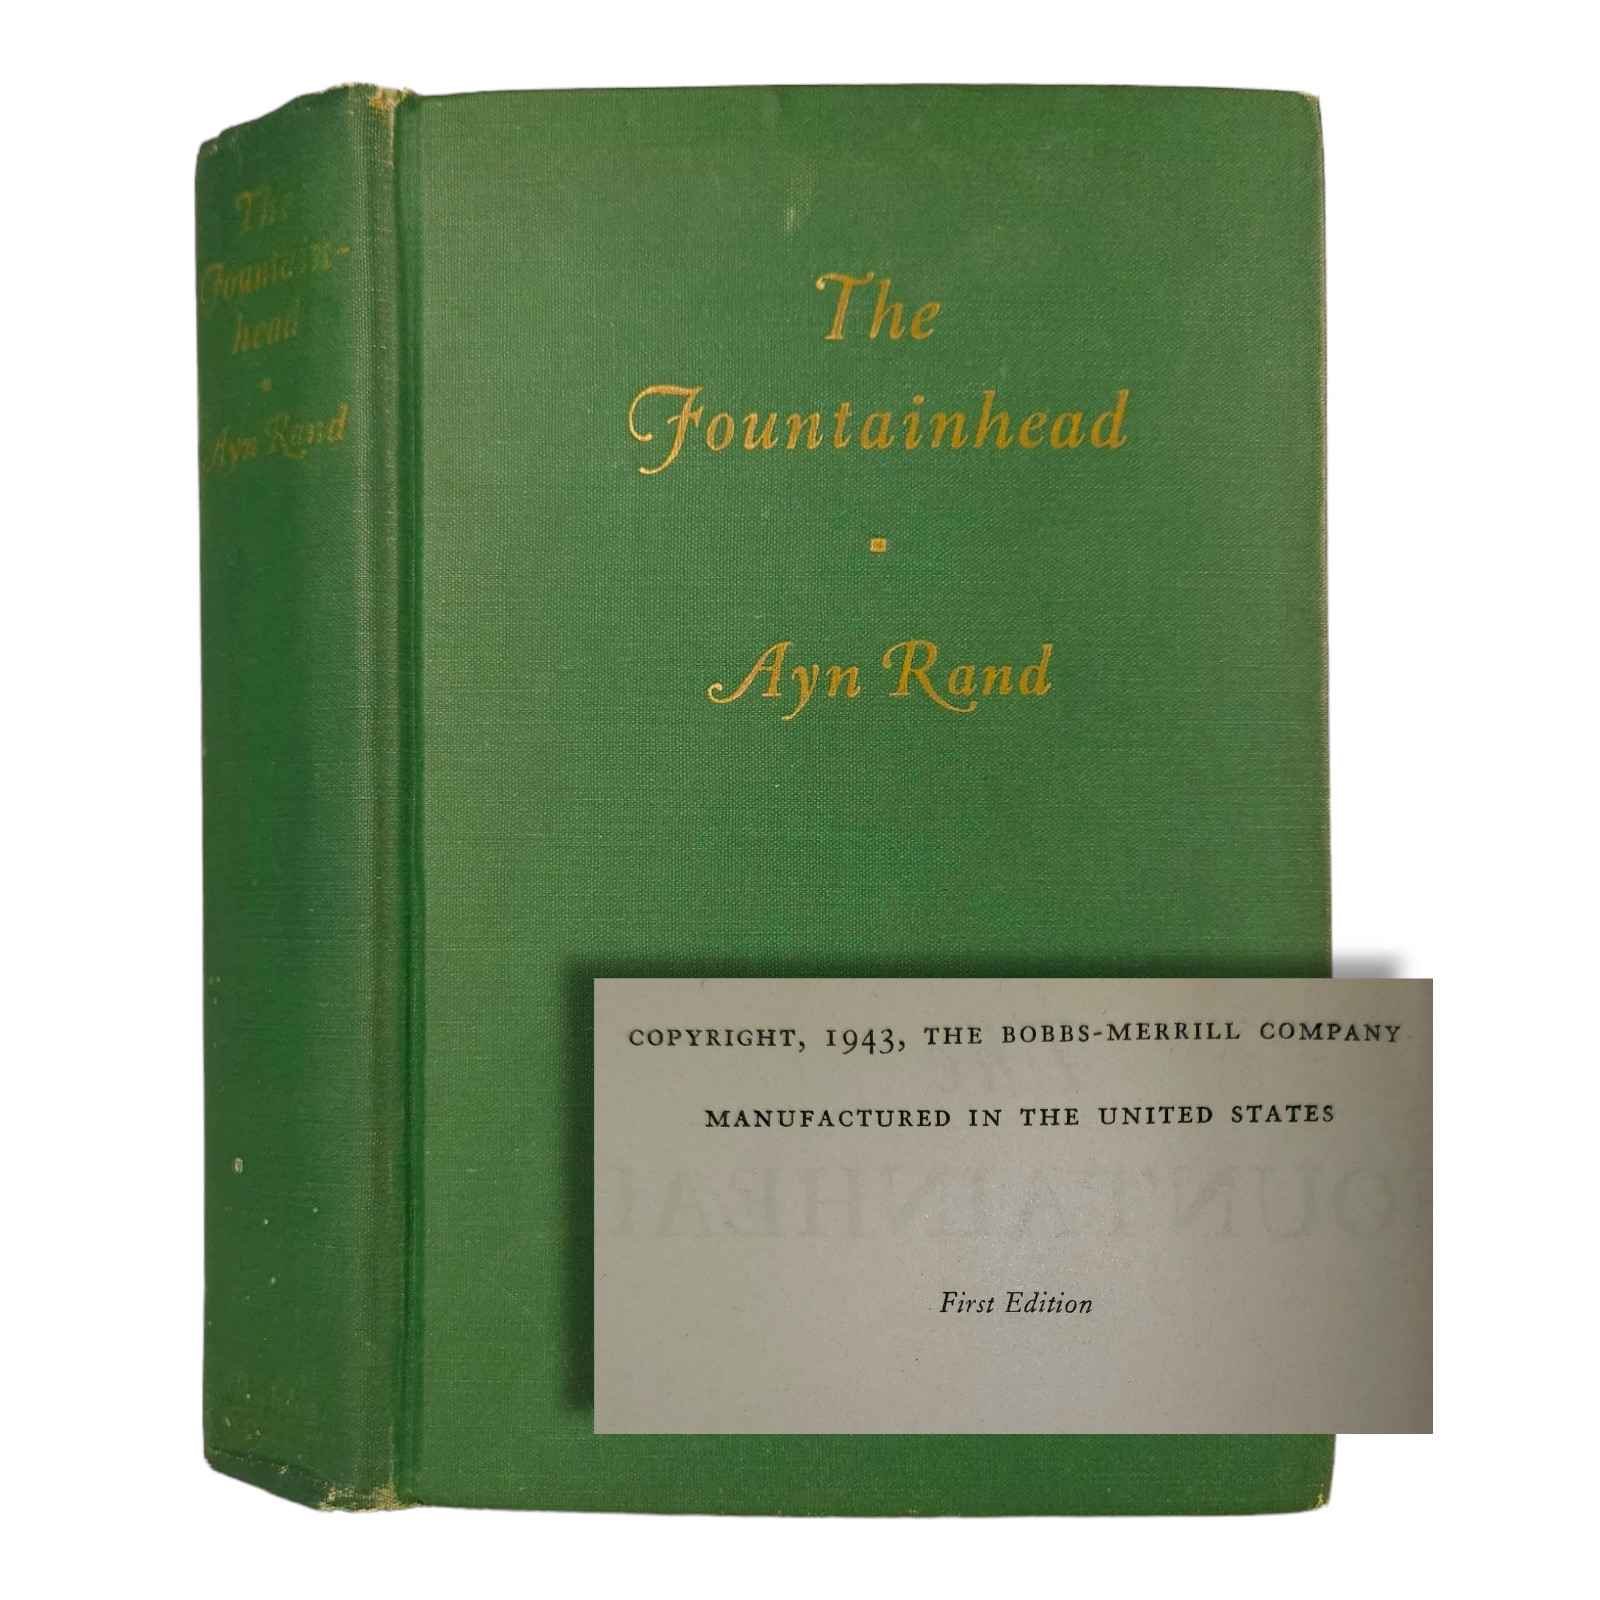 The
Fountain-
head
Ayn Rand
The
Fountainhead
Ayn Rand
COPYRIGHT, 1943, THE BOBBS-MERRILL COMPANY
MANUFACTURED IN THE UNITED STATES
First Edition